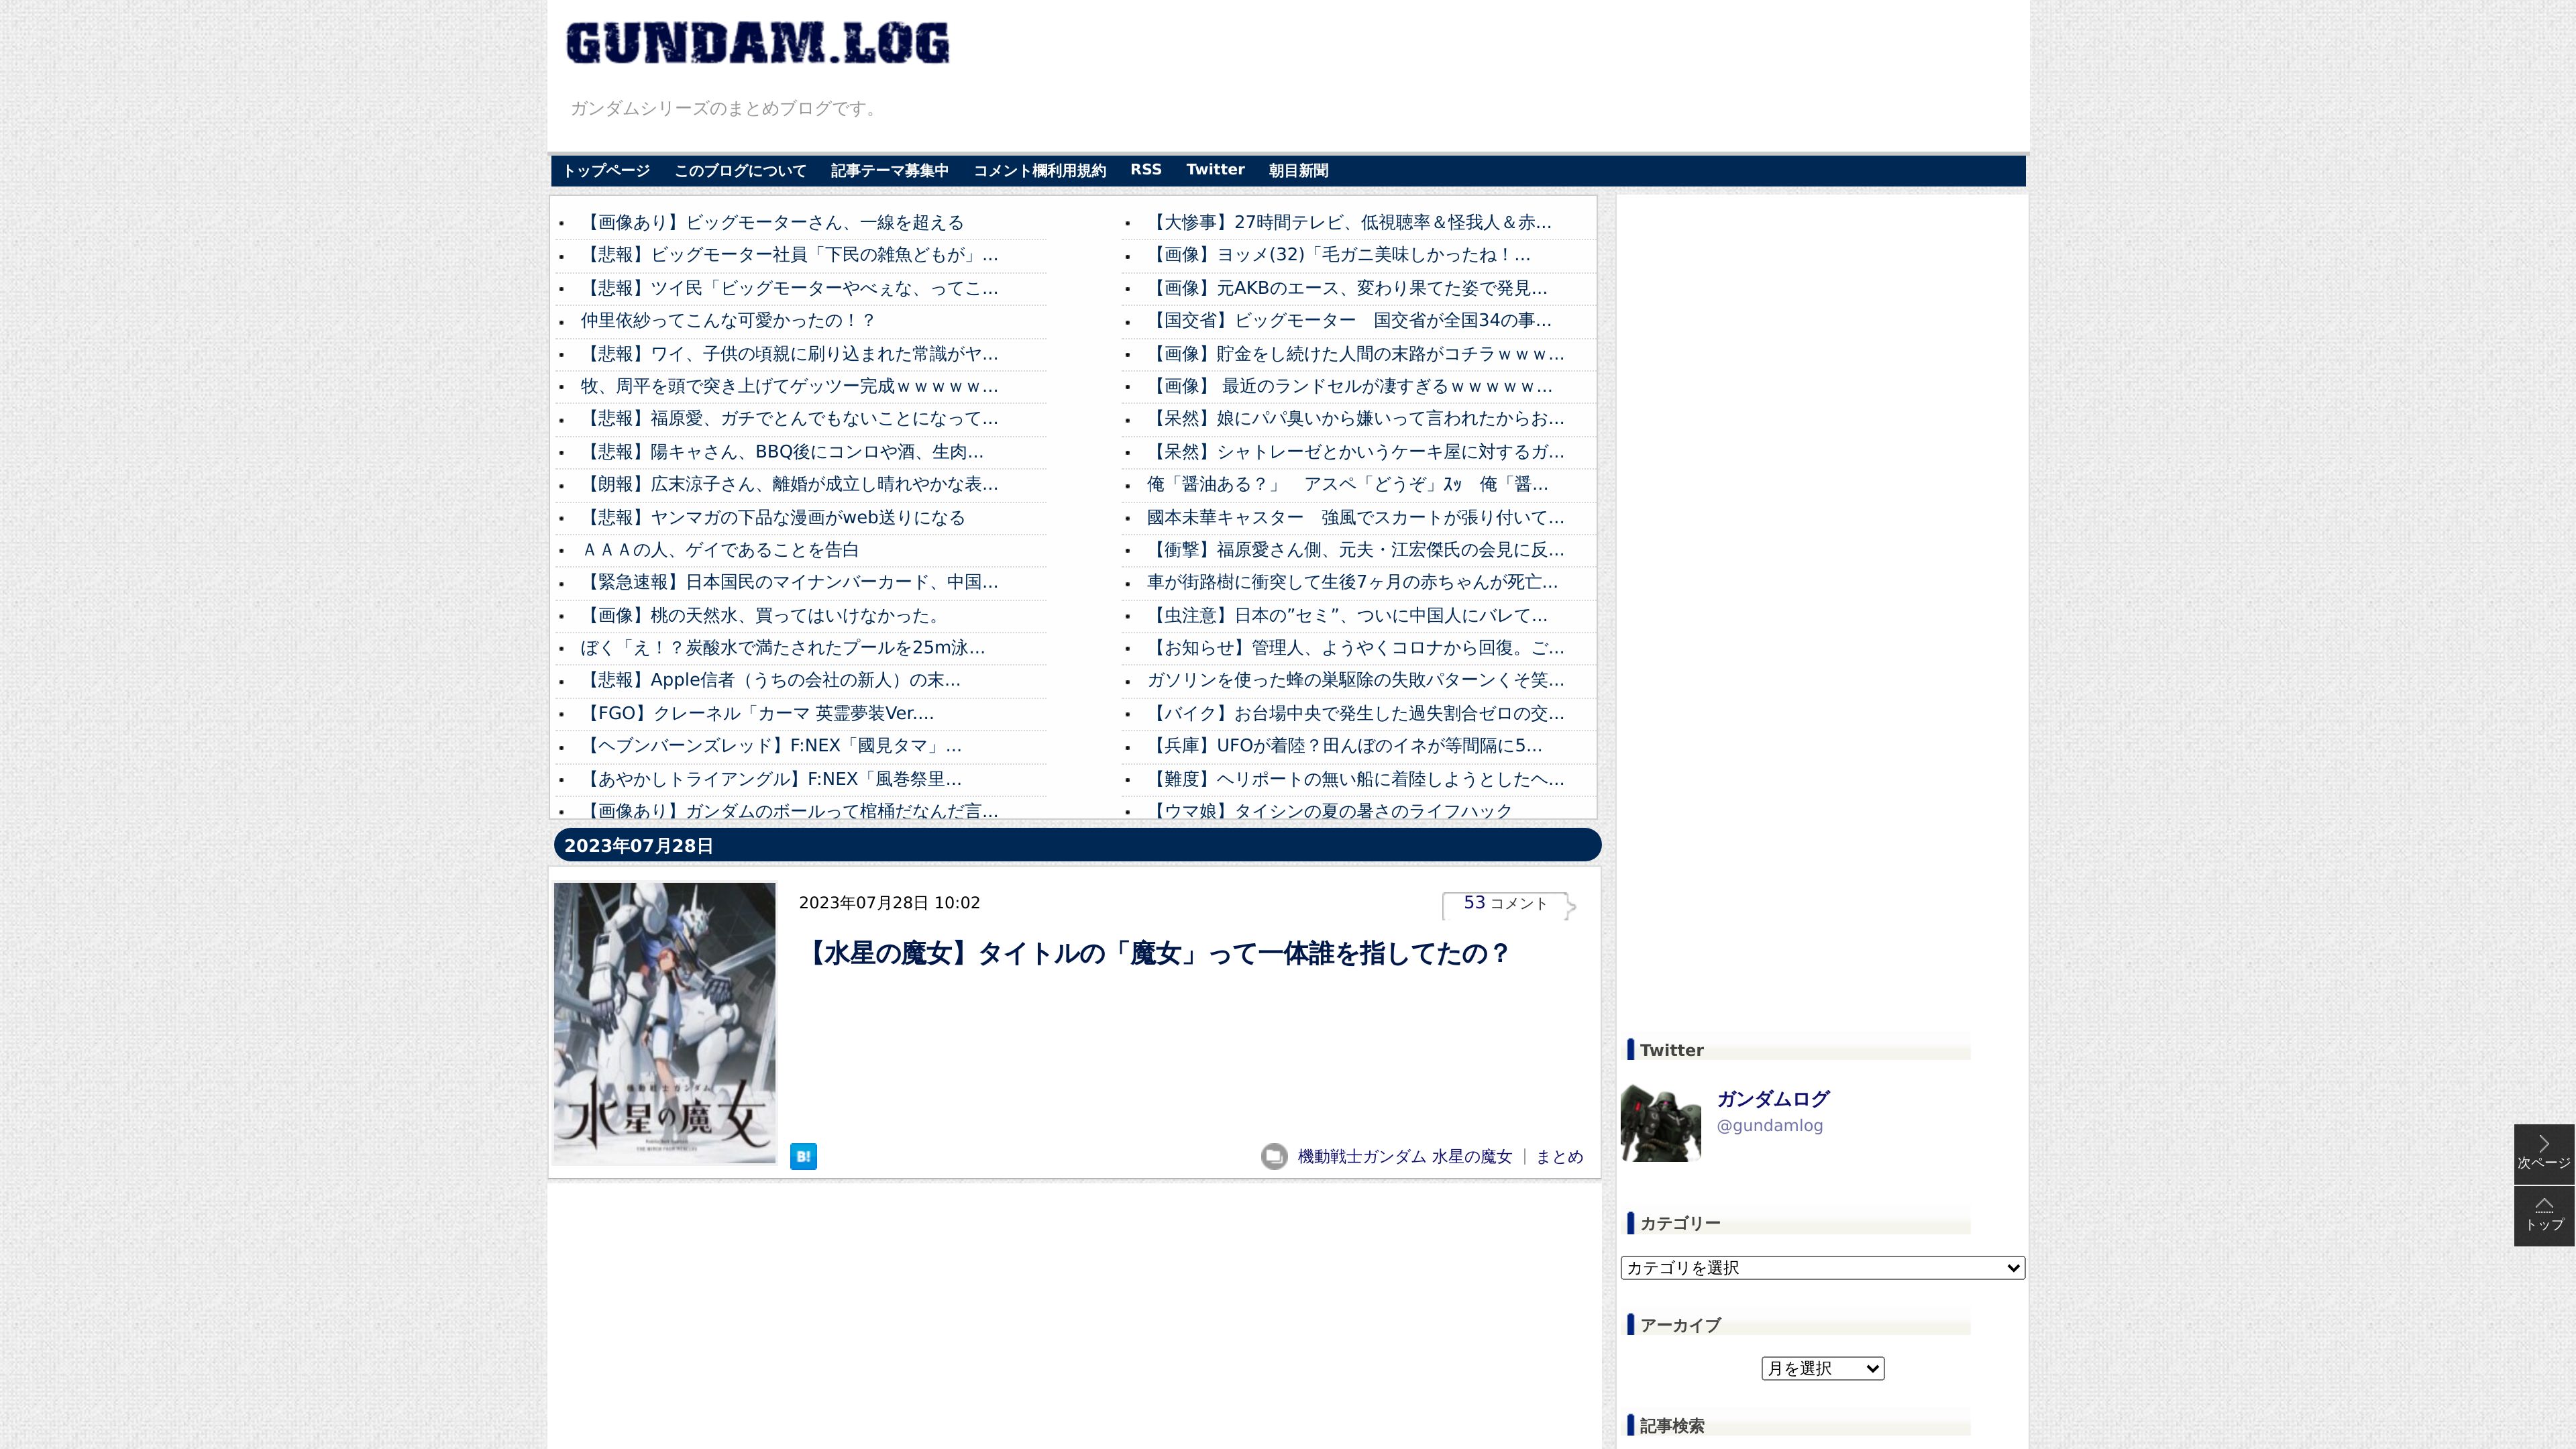 GUNDAM.LOG
ガンダムシリーズのまとめブログです。
トップページ このブログについて 記事テーマ募集中 コメント欄利用規約 RSS Twitter 朝目新聞
【画像あり】ビッグモーターさん、一線を超える
【悲報】ビッグモーター社員「下民の雑魚どもが」...
【悲報】ツイ民「ビッグモーターやべぇな、ってこ...
仲里依紗ってこんな可愛かったの！？
【悲報】ワイ、子供の頃親に刷り込まれた常識がヤ...
牧、周平を頭で突き上げてゲッツー完成ｗｗｗｗｗ...
【悲報】福原愛、ガチでとんでもないことになって...
【悲報】陽キャさん、BBQ後にコンロや酒、生肉...
【朗報】広末涼子さん、離婚が成立し晴れやかな表...
【悲報】ヤンマガの下品な漫画がweb送りになる
ＡＡＡの人、ゲイであることを告白
【緊急速報】日本国民のマイナンバーカード、中国...
【画像】桃の天然水、買ってはいけなかった。
ぼく「え！？炭酸水で満たされたプールを25m泳...
【悲報】Apple信者（うちの会社の新人）の末...
【FGO】クレーネル「カーマ 英霊夢装Ver....
【ヘブンバーンズレッド】F:NEX「國見タマ」...
【あやかしトライアングル】F:NEX「風巻祭里...
【画像あり】ガンダムのボールって棺桶だなんだ言...
【大惨事】27時間テレビ、低視聴率＆怪我人＆赤...
【画像】ヨッメ(32)「毛ガニ美味しかったね！...
【画像】元AKBのエース、変わり果てた姿で発見...
【国交省】ビッグモーター　国交省が全国34の事...
【画像】貯金をし続けた人間の末路がコチラｗｗｗ...
【画像】 最近のランドセルが凄すぎるｗｗｗｗｗ...
【呆然】娘にパパ臭いから嫌いって言われたからお...
【呆然】シャトレーゼとかいうケーキ屋に対するガ...
俺「醤油ある？」　アスペ「どうぞ」ｽｯ　俺「醤...
國本未華キャスター　強風でスカートが張り付いて...
【衝撃】福原愛さん側、元夫・江宏傑氏の会見に反...
車が街路樹に衝突して生後7ヶ月の赤ちゃんが死亡...
【虫注意】日本の”セミ”、ついに中国人にバレて...
【お知らせ】管理人、ようやくコロナから回復。ご...
ガソリンを使った蜂の巣駆除の失敗パターンくそ笑...
【バイク】お台場中央で発生した過失割合ゼロの交...
【兵庫】UFOが着陸？田んぼのイネが等間隔に5...
【難度】ヘリポートの無い船に着陸しようとしたヘ...
【ウマ娘】タイシンの夏の暑さのライフハック
2023年07月28日
2023年07月28日 10:02
53 コメント
【水星の魔女】タイトルの「魔女」って一体誰を指してたの？
機動戦士ガンダム
水星の魔女
B!
機動戦士ガンダム 水星の魔女｜まとめ
Twitter
ガンダムログ
@gundamlog
カテゴリー
カテゴリを選択
アーカイブ
月を選択
記事検索
次ページ
トップ